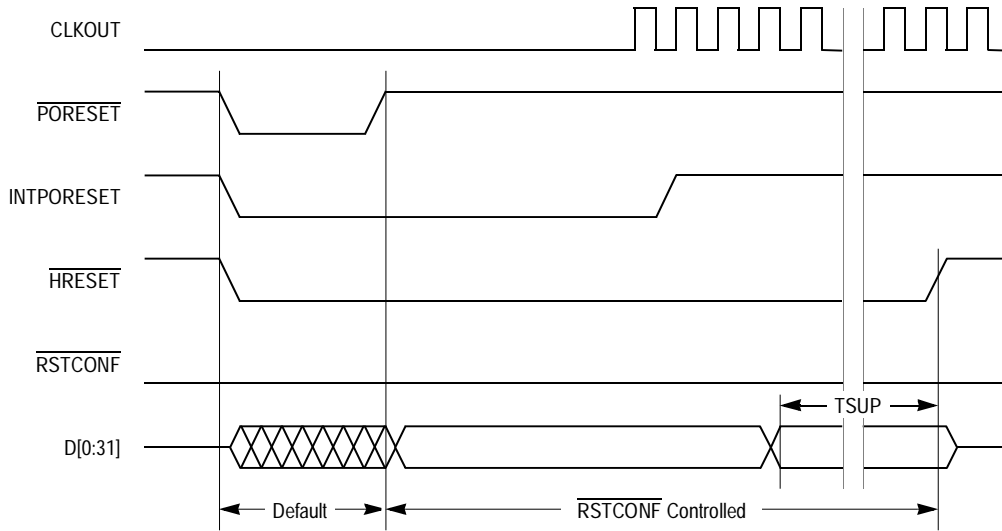 CLKOUT
PORESET
INTPORESET
HRESET
RSTCONF
TSUP
D[0:31]
Default
RSTCONF Controlled